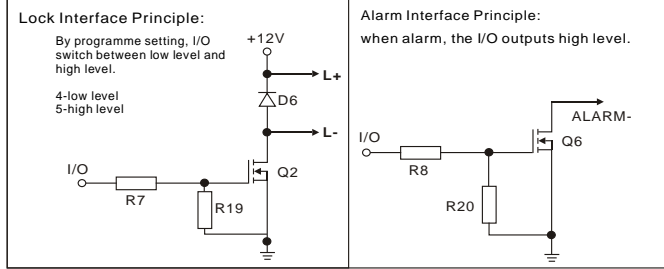 Lock Interface Principle:
By programme setting, I/O
switch between low level and
high level.
4-low level
5-high level
+12V
L+
D6
L-
I/O
Q2
R7
R19
Alarm Interface Principle:
when alarm, the I/O outputs high level.
ALARM-
I/O
Q6
R8
R20